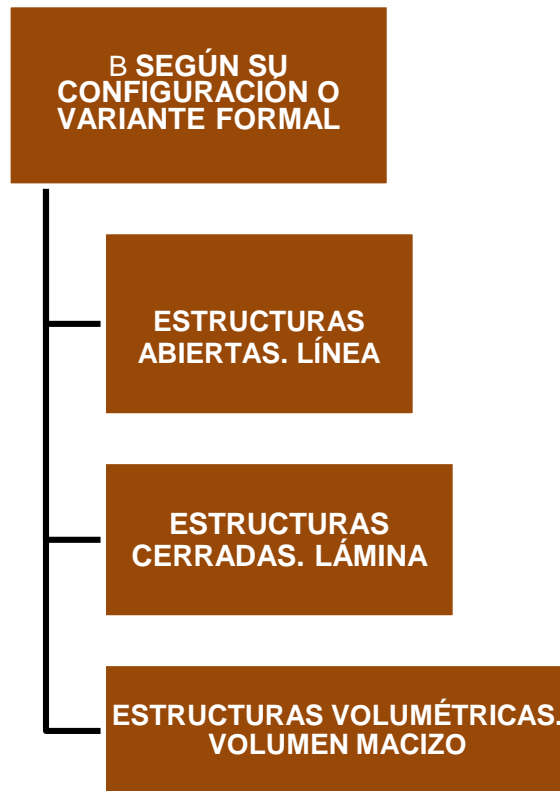 B SEGÚN SU
CONFIGURACIÓN O
VARIANTE FORMAL
ESTRUCTURAS
ABIERTAS. LÍNEA
ESTRUCTURAS
CERRADAS. LÁMINA
ESTRUCTURAS VOLUMÉTRICAS.
VOLUMEN MACIZO